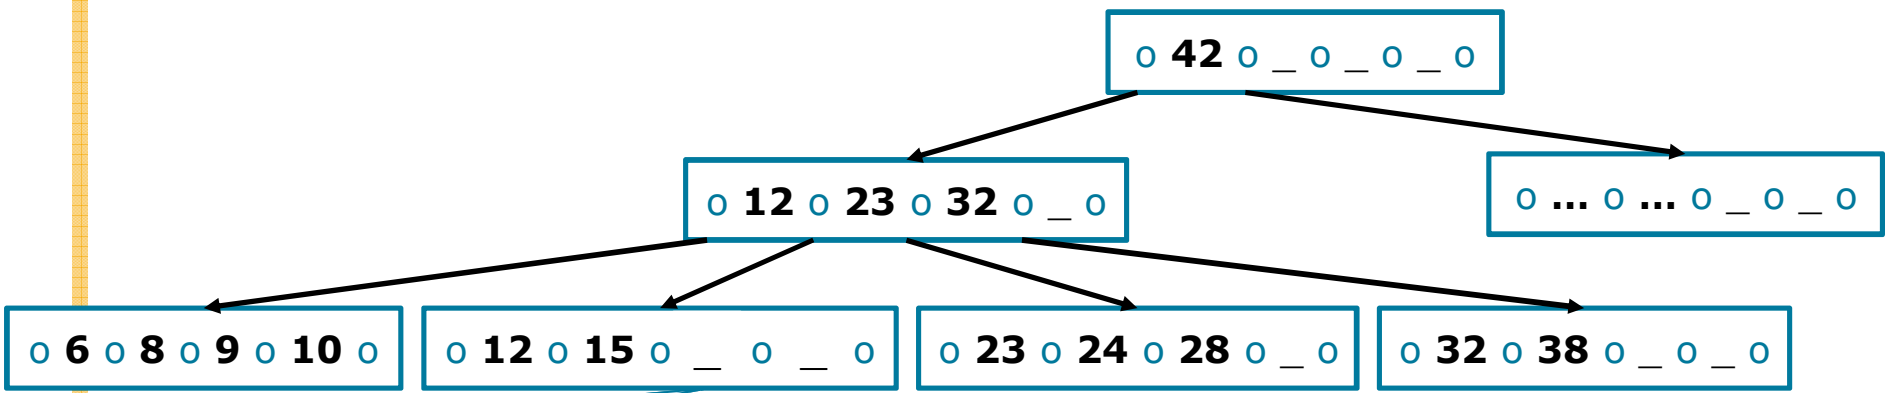 o 42 o _ o _ o _ o
o 12 o 23 o 32 o _ o
o ... o ... o _ o _ o
o 6 o 8 o 9 o 10 o
o 12 o 15 o _ o _ o
o 23 o 24 o 28 o _ o
o 32 o 38 o _ o _ o